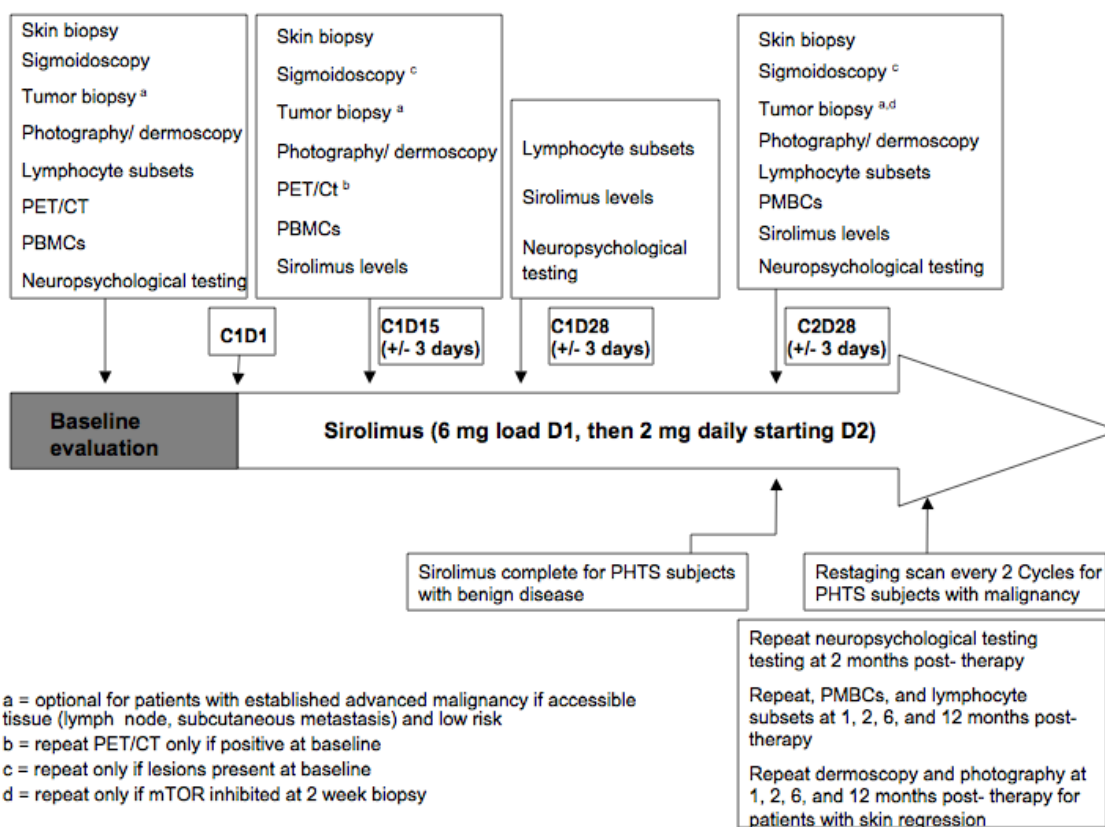 Skin biopsy
Sigmoidoscopy
Tumor biopsy a
Photography/ dermoscopy
Lymphocyte subsets
PET/CT
PBMCs
Neuropsychological testing
Skin biopsy
Sigmoidoscopy c
Tumor biopsy a
Photography/ dermoscopy
PET/Ct b
PBMCs
Sirolimus levels
Lymphocyte subsets
Sirolimus levels
Neuropsychological
testing
Skin biopsy
Sigmoidoscopy c
Tumor biopsy a,d
Photography/ dermoscopy
Lymphocyte subsets
PMBCs
Sirolimus levels
Neuropsychological testing
C1D1
C1D15
(+/- 3 days)
C1D28
(+/- 3 days)
C2D28
(+/- 3 days)
Baseline
evaluation
Sirolimus (6 mg load D1, then 2 mg daily starting D2)
Sirolimus complete for PHTS subjects
with benign disease
Restaging scan every 2 Cycles for
PHTS subjects with malignancy
Repeat neuropsychological testing
testing at 2 months post- therapy
Repeat, PMBCs, and lymphocyte
subsets at 1, 2, 6, and 12 months post-
therapy
Repeat dermoscopy and photography at
1, 2, 6, and 12 months post- therapy for
patients with skin regression
a = optional for patients with established advanced malignancy if accessible
tissue (lymph node, subcutaneous metastasis) and low risk
b = repeat PET/CT only if positive at baseline
c = repeat only if lesions present at baseline
d = repeat only if mTOR inhibited at 2 week biopsy